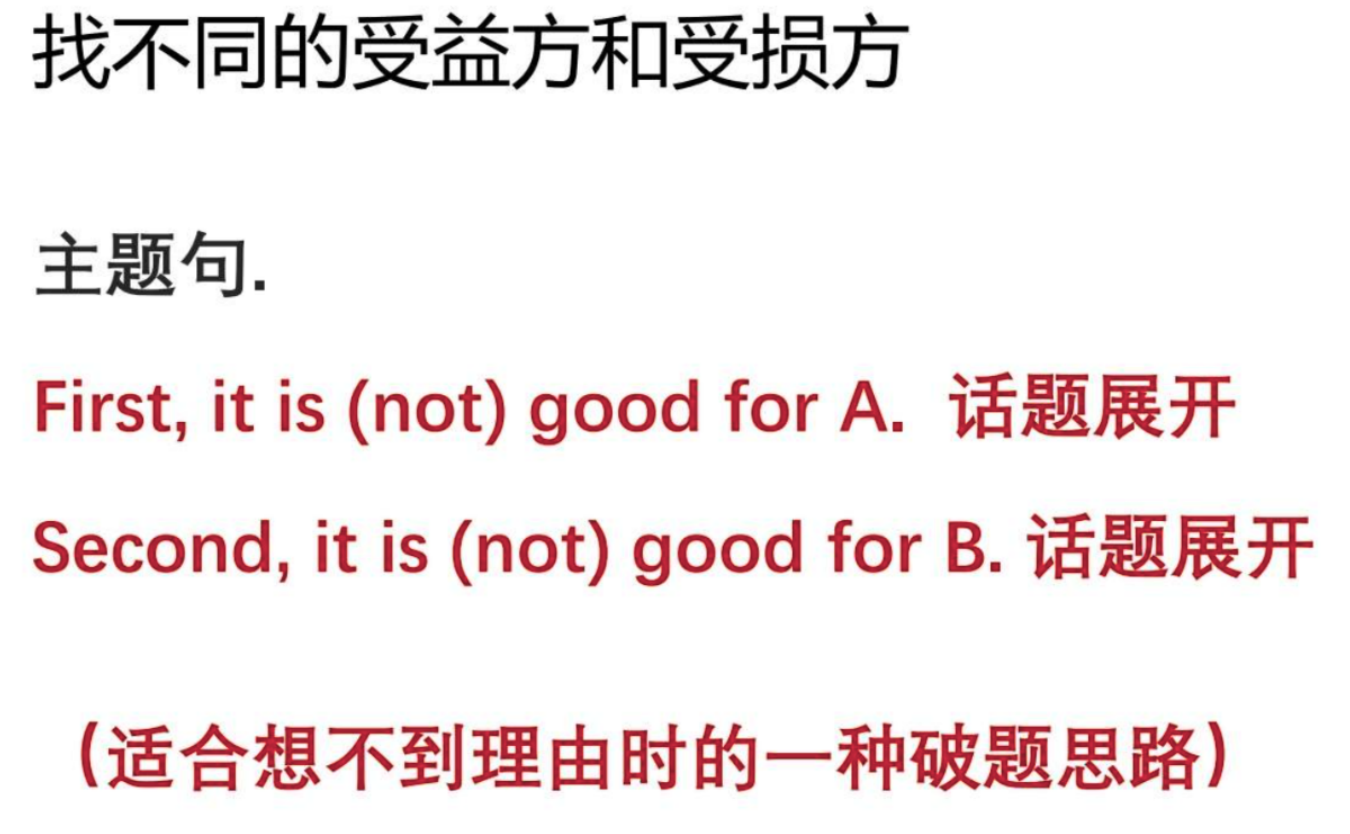 找不同的受益方和受损方
主题句.
First, it is (not) good for A. 话题展开
Second, it is (not) good for B. 话题展开
（适合想不到理由时的一种破题思路）